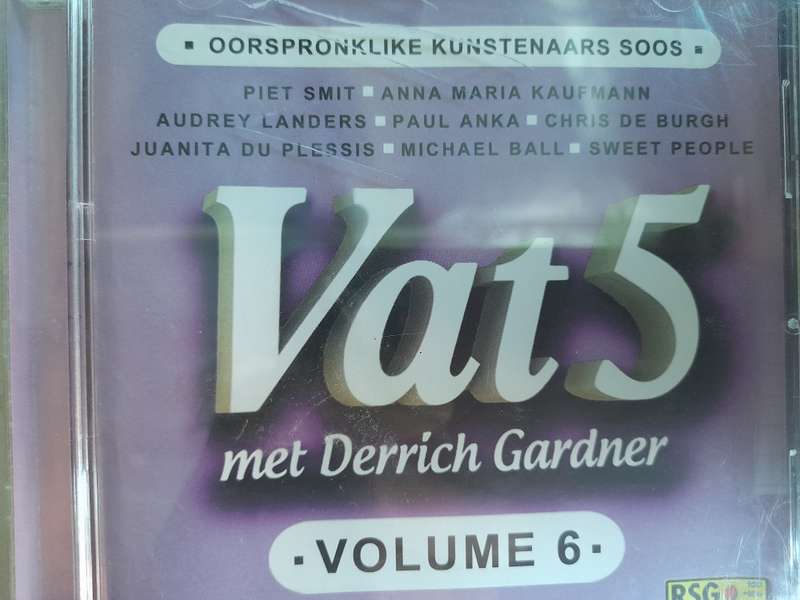 ▪ OORSPRONKLIKE KUNSTENAARS SOOS ▪
PIET SMIT ▪ ANNA MARIA KAUFMANN
AUDREY LANDERS ▪ PAUL ANKA ▪ CHRIS DE BURGH
JUANITA DU PLESSIS ▪ MICHAEL BALL ▪ SWEET PEOPLE
Vat 5
met Derrich Gardner
· VOLUME 6 ·
RSG